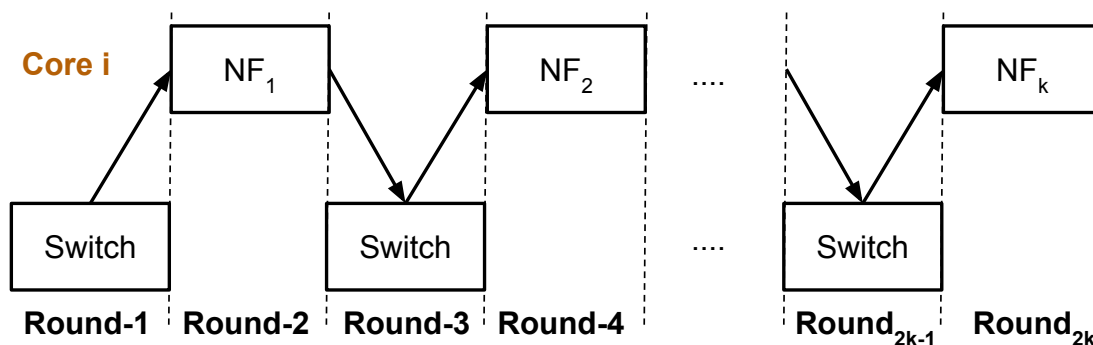 Core i
NF1
NF2
....
NFk
Switch
Switch
....
Switch
Round-1
Round-2
Round-3
Round-4
Round2k-1
Round2k